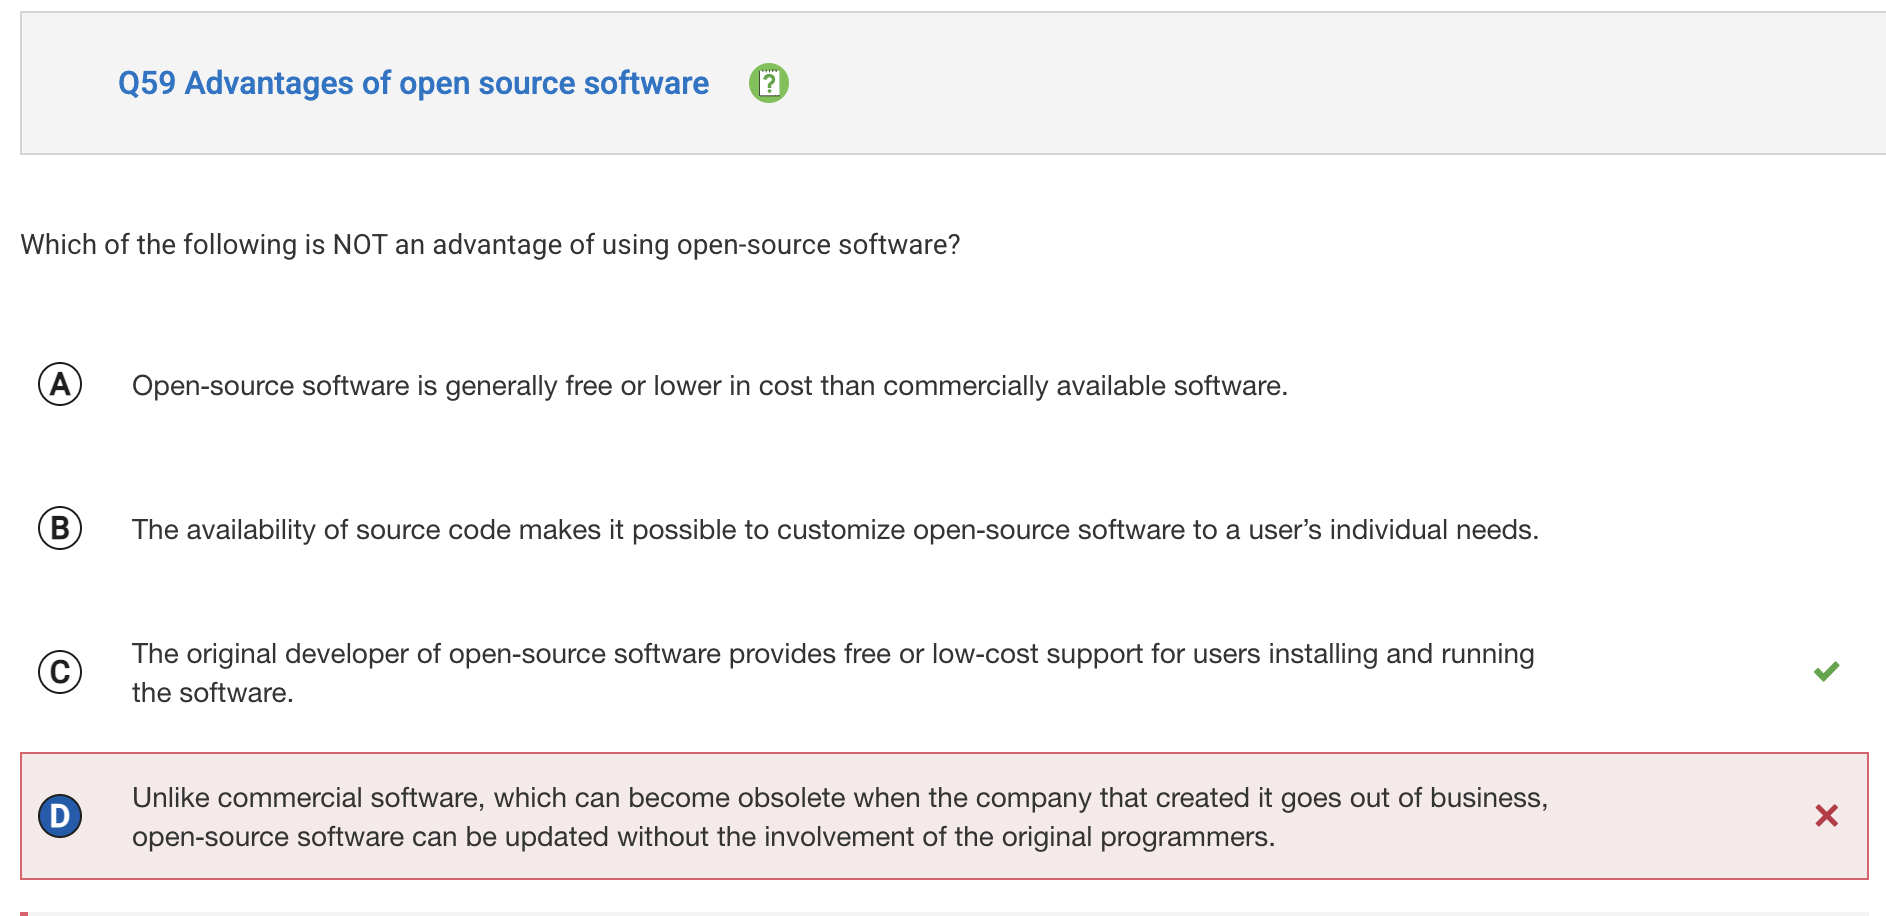 Q59 Advantages of open source software
Which of the following is NOT an advantage of using open-source software?
A Open-source software is generally free or lower in cost than commercially available software.
B The availability of source code makes it possible to customize open-source software to a user’s individual needs.
C The original developer of open-source software provides free or low-cost support for users installing and running
the software.
D Unlike commercial software, which can become obsolete when the company that created it goes out of business,
open-source software can be updated without the involvement of the original programmers.